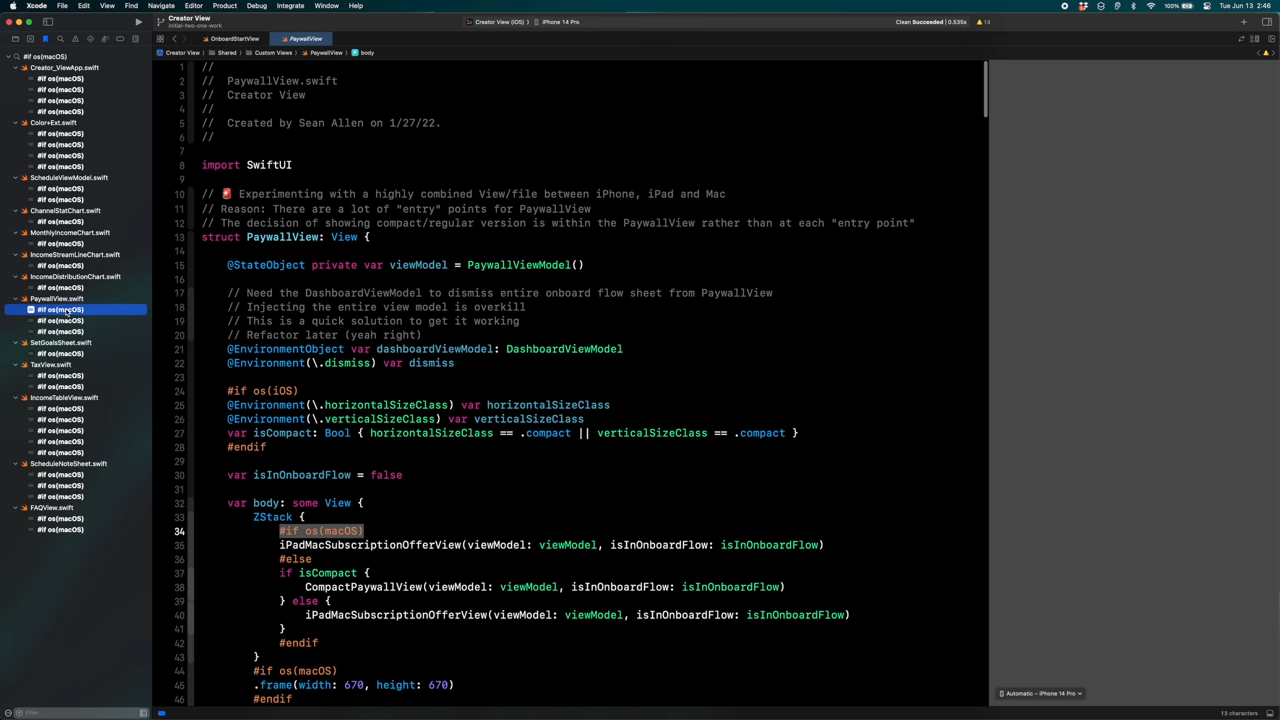 Xcode File Edit View Find Navigate Editor Product Debug Integrate Window Help 100% Tue Jun 13 2:46
Creator View
initial-two-one-work
Creator View (iOS) iPhone 14 Pro
Clean Succeeded | 0.535s 13
OnboardStartView PaywallView
Creator View Shared Custom Views PaywallView body
#if os(macOS)
Creator_ViewApp.swift
#if os(macOS)
#if os(macOS)
#if os(macOS)
#if os(macOS)
Color+Ext.swift
#if os(macOS)
#if os(macOS)
#if os(macOS)
#if os(macOS)
ScheduleViewModel.swift
#if os(macOS)
#if os(macOS)
ChannelStatChart.swift
#if os(macOS)
MonthlyIncomeChart.swift
#if os(macOS)
IncomeStreamLineChart.swift
#if os(macOS)
IncomeDistributionChart.swift
#if os(macOS)
PaywallView.swift
#if os(macOS)
#if os(macOS)
#if os(macOS)
SetGoalsSheet.swift
#if os(macOS)
TaxView.swift
#if os(macOS)
#if os(macOS)
IncomeTableView.swift
#if os(macOS)
#if os(macOS)
#if os(macOS)
#if os(macOS)
#if os(macOS)
ScheduleNoteSheet.swift
#if os(macOS)
#if os(macOS)
#if os(macOS)
FAQView.swift
#if os(macOS)
#if os(macOS)
Filter
1 //
2 // PaywallView.swift
3 // Creator View
4 //
5 // Created by Sean Allen on 1/27/22.
6 //
7
8 import SwiftUI
9
10 // 🚨 Experimenting with a highly combined View/file between iPhone, iPad and Mac
11 // Reason: There are a lot of "entry" points for PaywallView
12 // The decision of showing compact/regular version is within the PaywallView rather than at each "entry point"
13 struct PaywallView: View {
14
15 @StateObject private var viewModel = PaywallViewModel()
16
17 // Need the DashboardViewModel to dismiss entire onboard flow sheet from PaywallView
18 // Injecting the entire view model is overkill
19 // This is a quick solution to get it working
20 // Refactor later (yeah right)
21 @EnvironmentObject var dashboardViewModel: DashboardViewModel
22 @Environment(\.dismiss) var dismiss
23
24 #if os(iOS)
25 @Environment(\.horizontalSizeClass) var horizontalSizeClass
26 @Environment(\.verticalSizeClass) var verticalSizeClass
27 var isCompact: Bool { horizontalSizeClass == .compact || verticalSizeClass == .compact }
28 #endif
29
30 var isInOnboardFlow = false
31
32 var body: some View {
33 ZStack {
34 #if os(macOS)
35 iPadMacSubscriptionOfferView(viewModel: viewModel, isInOnboardFlow: isInOnboardFlow)
36 #else
37 if isCompact {
38 CompactPaywallView(viewModel: viewModel, isInOnboardFlow: isInOnboardFlow)
39 } else {
40 iPadMacSubscriptionOfferView(viewModel: viewModel, isInOnboardFlow: isInOnboardFlow)
41 }
42 #endif
43 }
44 #if os(macOS)
45 .frame(width: 670, height: 670)
46 #endif
Automatic – iPhone 14 Pro
13 characters